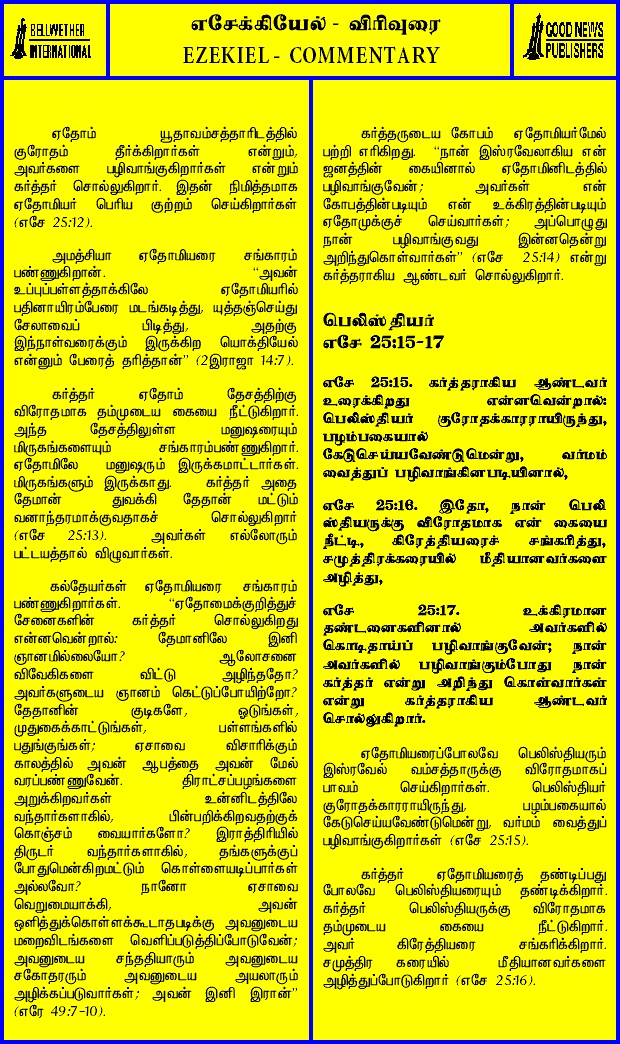 BELLWETHER
INTERNATIONAL
எசேக்கியேல் - விரிவுரை
EZEKIEL - COMMENTARY
GOOD NEWS
PUBLISHERS
ஏதோம் யூதாவம்சத்தாரிடத்தில்
குரோதம் தீர்க்கிறார்கள் என்றும்,
அவர்களை பழிவாங்குகிறார்கள் என்றும்
கர்த்தர் சொல்லுகிறார். இதன் நிமித்தமாக
ஏதோமியர் பெரிய குற்றம் செய்கிறார்கள்
(எசே 25:12).
அமத்சியா ஏதோமியரை சங்காரம்
பண்ணுகிறான். “அவன்
உப்புப்பள்ளத்தாக்கிலே ஏதோமியரில்
பதினாயிரம்பேரை மடங்கடித்து, யுத்தஞ்செய்து
சேலாவைப் பிடித்து, அதற்கு
இந்நாள்வரைக்கும் இருக்கிற யொக்தியேல்
என்னும் பேரைத் தரித்தான்” (2இராஜா 14:7).
கர்த்தர் ஏதோம் தேசத்திற்கு
விரோதமாக தம்முடைய கையை நீட்டுகிறார்.
அந்த தேசத்திலுள்ள மனுஷரையும்
மிருகங்களையும் சங்காரம்பண்ணுகிறார்.
ஏதோமிலே மனுஷரும் இருக்கமாட்டார்கள்.
மிருகங்களும் இருக்காது. கர்த்தர் அதை
தேமான் துவக்கி தேதான் மட்டும்
வனாந்தரமாக்குவதாகச் சொல்லுகிறார்
(எசே 25:13). அவர்கள் எல்லோரும்
பட்டயத்தால் விழுவார்கள்.
கல்தேயர்கள் ஏதோமியரை சங்காரம்
பண்ணுகிறார்கள். “ஏதோமைக்குறித்துச்
சேனைகளின் கர்த்தர் சொல்லுகிறது
என்னவென்றால்: தேமானிலே இனி
ஞானமில்லையோ? ஆலோசனை
விவேகிகளை விட்டு அழிந்ததோ?
அவர்களுடைய ஞானம் கெட்டுப்போயிற்றோ?
தேதானின் குடிகளே, ஓடுங்கள்,
முதுகைக்காட்டுங்கள், பள்ளங்களில்
பதுங்குங்கள்; ஏசாவை விசாரிக்கும்
காலத்தில் அவன் ஆபத்தை அவன் மேல்
வரப்பண்ணுவேன். திராட்சப்பழங்களை
அறுக்கிறவர்கள் உன்னிடத்திலே
வந்தார்களாகில், பின்பறிக்கிறவதற்குக்
கொஞ்சம் வையார்களோ? இராத்திரியில்
திருடர் வந்தார்களாகில், தங்களுக்குப்
போதுமென்கிறமட்டும் கொள்ளையடிப்பார்கள்
அல்லவோ? நானோ ஏசாவை
வெறுமையாக்கி, அவன்
ஒளித்துக்கொள்ளக்கூடாதபடிக்கு அவனுடைய
மறைவிடங்களை வெளிப்படுத்திப்போடுவேன்;
அவனுடைய சந்ததியாரும் அவனுடைய
சகோதரரும் அவனுடைய அயலாரும்
அழிக்கப்படுவார்கள்; அவன் இனி இரான்”
(எரே 49:7-10).
கர்த்தருடைய கோபம் ஏதோமியர்மேல்
பற்றி எரிகிறது. “நான் இஸ்ரவேலாகிய என்
ஜனத்தின் கையினால் ஏதோமினிடத்தில்
பழிவாங்குவேன்; அவர்கள் என்
கோபத்தின்படியும் என் உக்கிரத்தின்படியும்
ஏதோமுக்குச் செய்வார்கள்; அப்பொழுது
நான் பழிவாங்குவது இன்னதென்று
அறிந்துகொள்வார்கள்” (எசே 25:14) என்று
கர்த்தராகிய ஆண்டவர் சொல்லுகிறார்.
பெலிஸ்தியர்
எசே 25:15-17
எசே 25:15. கர்த்தராகிய ஆண்டவர்
உரைக்கிறது என்னவென்றால்:
பெலிஸ்தியர் குரோதக்காரராயிருந்து,
பழம்பகையால்
கேடுசெய்யவேண்டுமென்று, வர்மம்
வைத்துப் பழிவாங்கினபடியினால்,
எசே 25:16. இதோ, நான் பெலி
ஸ்தியருக்கு விரோதமாக என் கையை
நீட்டி, கிரேத்தியரைச் சங்கரித்து,
சமுத்திரக்கரையில் மீதியானவர்களை
அழித்து,
எசே 25:17. உக்கிரமான
தண்டனைகளினால் அவர்களில்
கொடிதாய்ப் பழிவாங்குவேன்; நான்
அவர்களில் பழிவாங்கும்போது நான்
கர்த்தர் என்று அறிந்து கொள்வார்கள்
என்று கர்த்தராகிய ஆண்டவர்
சொல்லுகிறார்.
ஏதோமியரைப்போலவே பெலிஸ்தியரும்
இஸ்ரவேல் வம்சத்தாருக்கு விரோதமாகப்
பாவம் செய்கிறார்கள். பெலிஸ்தியர்
குரோதக்காரராயிருந்து, பழம்பகையால்
கேடுசெய்யவேண்டுமென்று, வர்மம் வைத்துப்
பழிவாங்குகிறார்கள் (எசே 25:15).
கர்த்தர் ஏதோமியரைத் தண்டிப்பது
போலவே பெலிஸ்தியரையும் தண்டிக்கிறார்.
கர்த்தர் பெலிஸ்தியருக்கு விரோதமாக
தம்முடைய கையை நீட்டுகிறார்.
அவர் கிரேத்தியரை சங்கரிக்கிறார்.
சமுத்திர கரையில் மீதியானவர்களை
அழித்துப்போடுகிறார் (எசே 25:16).